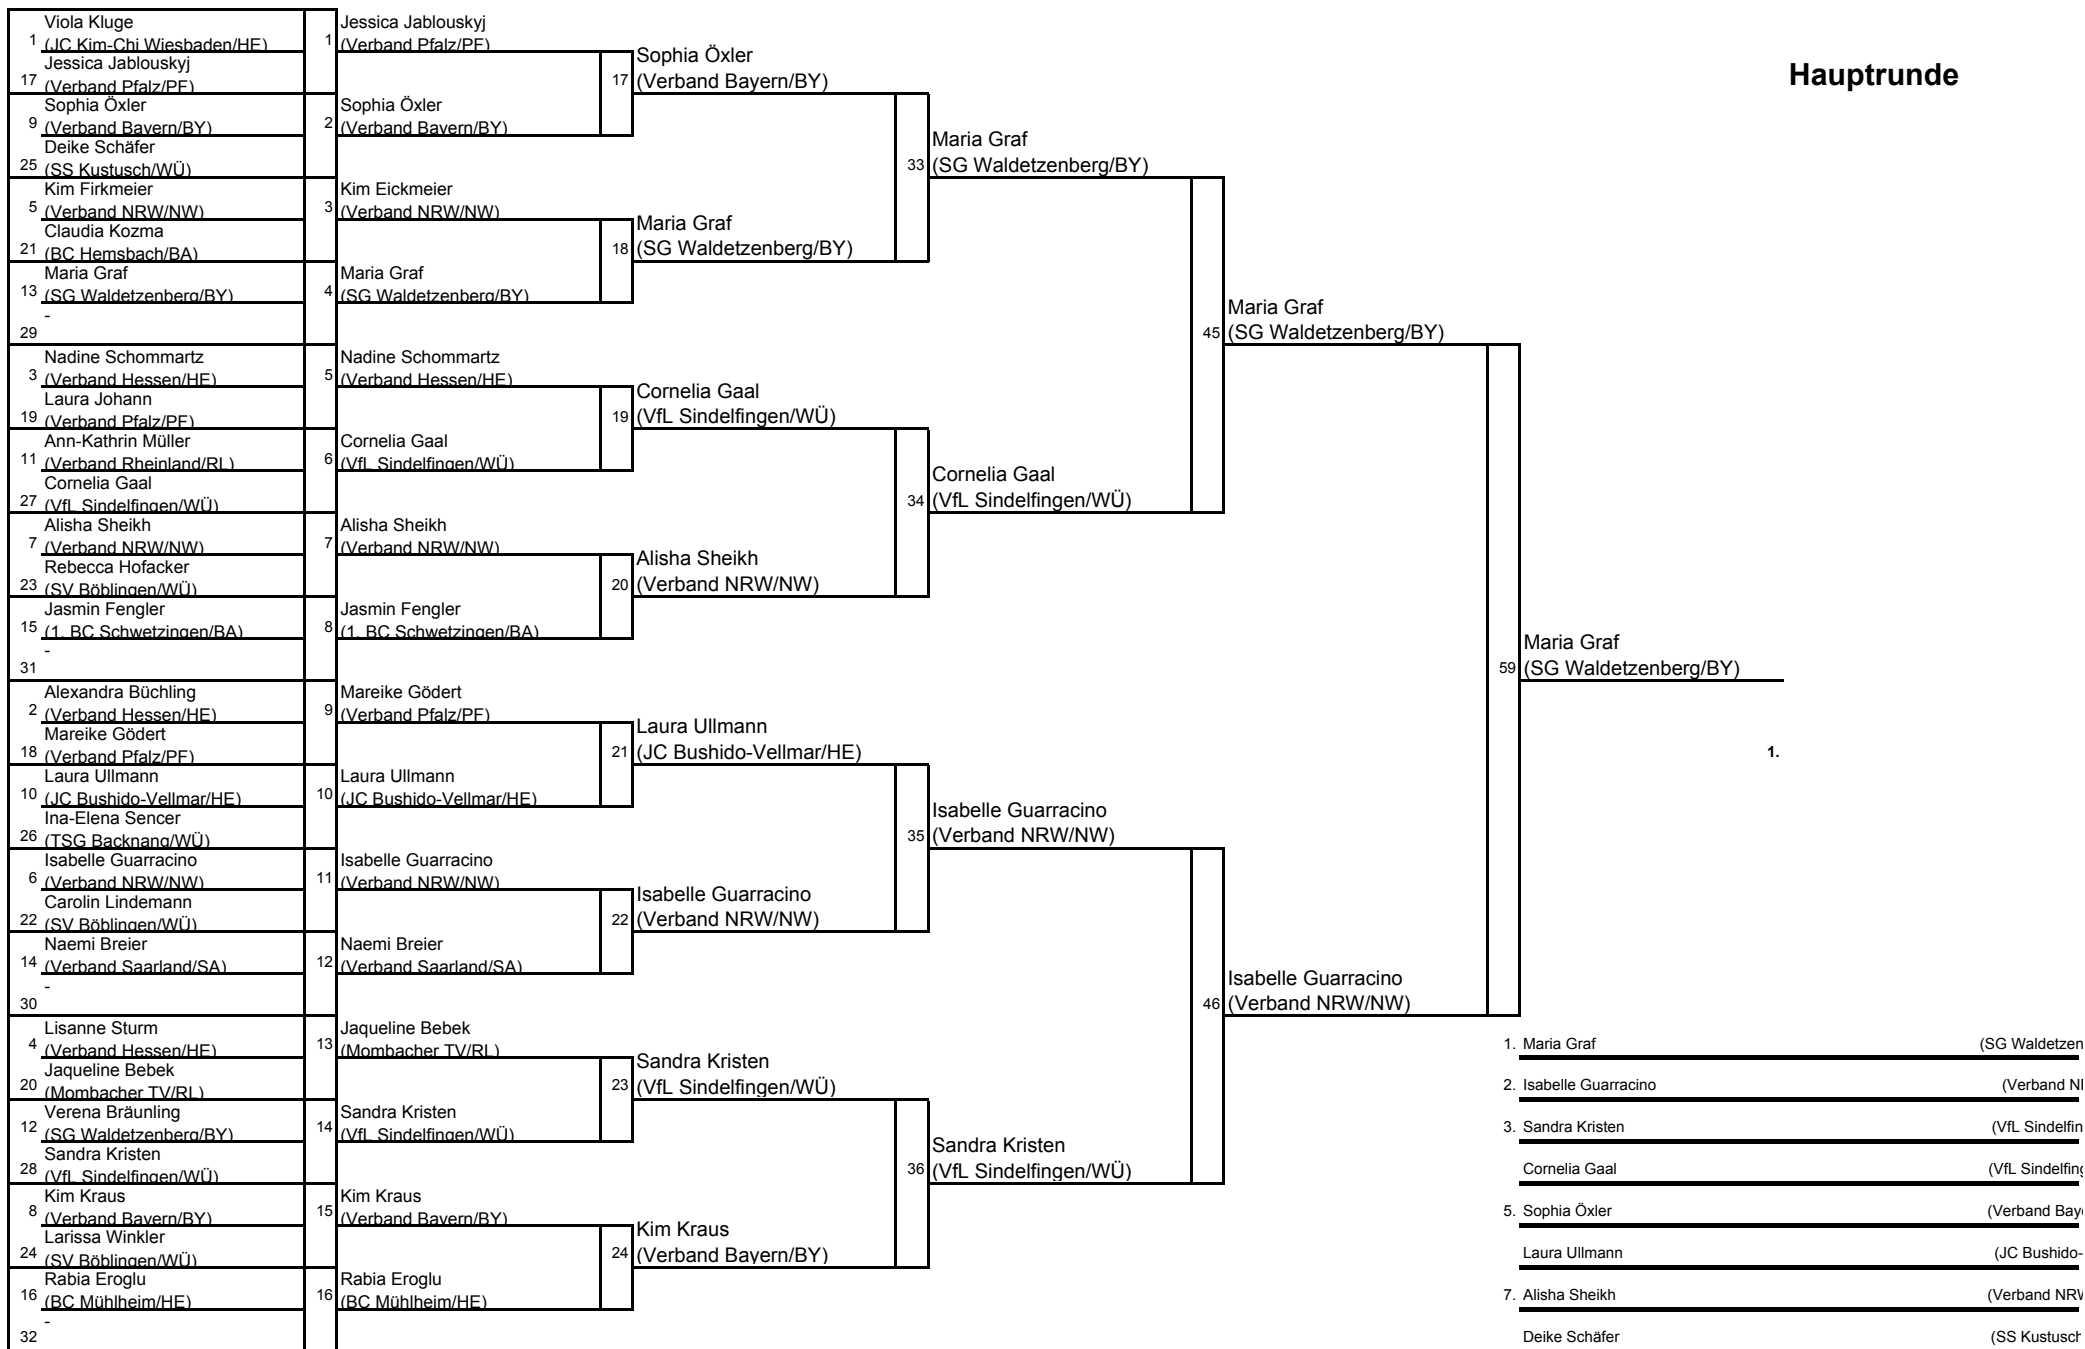 Hauptrunde
Viola Kluge
1 (JC Kim-Chi Wiesbaden/HE)
Jessica Jablouskyj
17 (Verband Pfalz/PF)
Sophia Öxler
9 (Verband Bayern/BY)
Deike Schäfer
25 (SS Kustusch/WÜ)
Kim Firkmeier
5 (Verband NRW/NW)
Claudia Kozma
21 (BC Hemsbach/BA)
Maria Graf
13 (SG Waldetzenberg/BY)
-
29
Nadine Schommartz
3 (Verband Hessen/HE)
Laura Johann
19 (Verband Pfalz/PF)
Ann-Kathrin Müller
11 (Verband Rheinland/RL)
Cornelia Gaal
27 (VfL Sindelfingen/WÜ)
Alisha Sheikh
7 (Verband NRW/NW)
Rebecca Hofacker
23 (SV Böblingen/WÜ)
Jasmin Fengler
15 (1. BC Schwetzingen/BA)
-
31
Alexandra Büchling
2 (Verband Hessen/HE)
Mareike Gödert
18 (Verband Pfalz/PF)
Laura Ullmann
10 (JC Bushido-Vellmar/HE)
Ina-Elena Sencer
26 (TSG Backnang/WÜ)
Isabelle Guarracino
6 (Verband NRW/NW)
Carolin Lindemann
22 (SV Böblingen/WÜ)
Naemi Breier
14 (Verband Saarland/SA)
-
30
Lisanne Sturm
4 (Verband Hessen/HE)
Jaqueline Bebek
20 (Mombacher TV/RL)
Verena Bräunling
12 (SG Waldetzenberg/BY)
Sandra Kristen
28 (VfL Sindelfingen/WÜ)
Kim Kraus
8 (Verband Bayern/BY)
Larissa Winkler
24 (SV Böblingen/WÜ)
Rabia Eroglu
16 (BC Mühlheim/HE)
-
32
Jessica Jablouskyj
1 (Verband Pfalz/PF)
Sophia Öxler
2 (Verband Bayern/BY)
Kim Eickmeier
3 (Verband NRW/NW)
Maria Graf
4 (SG Waldetzenberg/BY)
Nadine Schommartz
5 (Verband Hessen/HE)
Cornelia Gaal
6 (VfL Sindelfingen/WÜ)
Alisha Sheikh
7 (Verband NRW/NW)
Jasmin Fengler
8 (1. BC Schwetzingen/BA)
Mareike Gödert
9 (Verband Pfalz/PF)
Laura Ullmann
10 (JC Bushido-Vellmar/HE)
Isabelle Guarracino
11 (Verband NRW/NW)
Naemi Breier
12 (Verband Saarland/SA)
Jaqueline Bebek
13 (Mombacher TV/RL)
Sandra Kristen
14 (VfL Sindelfingen/WÜ)
Kim Kraus
15 (Verband Bayern/BY)
Rabia Eroglu
16 (BC Mühlheim/HE)
Sophia Öxler
17 (Verband Bayern/BY)
Maria Graf
18 (SG Waldetzenberg/BY)
Cornelia Gaal
19 (VfL Sindelfingen/WÜ)
Alisha Sheikh
20 (Verband NRW/NW)
Laura Ullmann
21 (JC Bushido-Vellmar/HE)
Isabelle Guarracino
22 (Verband NRW/NW)
Sandra Kristen
23 (VfL Sindelfingen/WÜ)
Kim Kraus
24 (Verband Bayern/BY)
Maria Graf
33 (SG Waldetzenberg/BY)
Cornelia Gaal
34 (VfL Sindelfingen/WÜ)
Isabelle Guarracino
35 (Verband NRW/NW)
Sandra Kristen
36 (VfL Sindelfingen/WÜ)
Maria Graf
45 (SG Waldetzenberg/BY)
Isabelle Guarracino
46 (Verband NRW/NW)
Maria Graf
59 (SG Waldetzenberg/BY)
1.
1. Maria Graf (SG Waldetzen
2. Isabelle Guarracino (Verband N
3. Sandra Kristen (VfL Sindelfin
Cornelia Gaal (VfL Sindelfing
5. Sophia Öxler (Verband Baye
Laura Ullmann (JC Bushido-
7. Alisha Sheikh (Verband NRW
Deike Schäfer (SS Kustusch